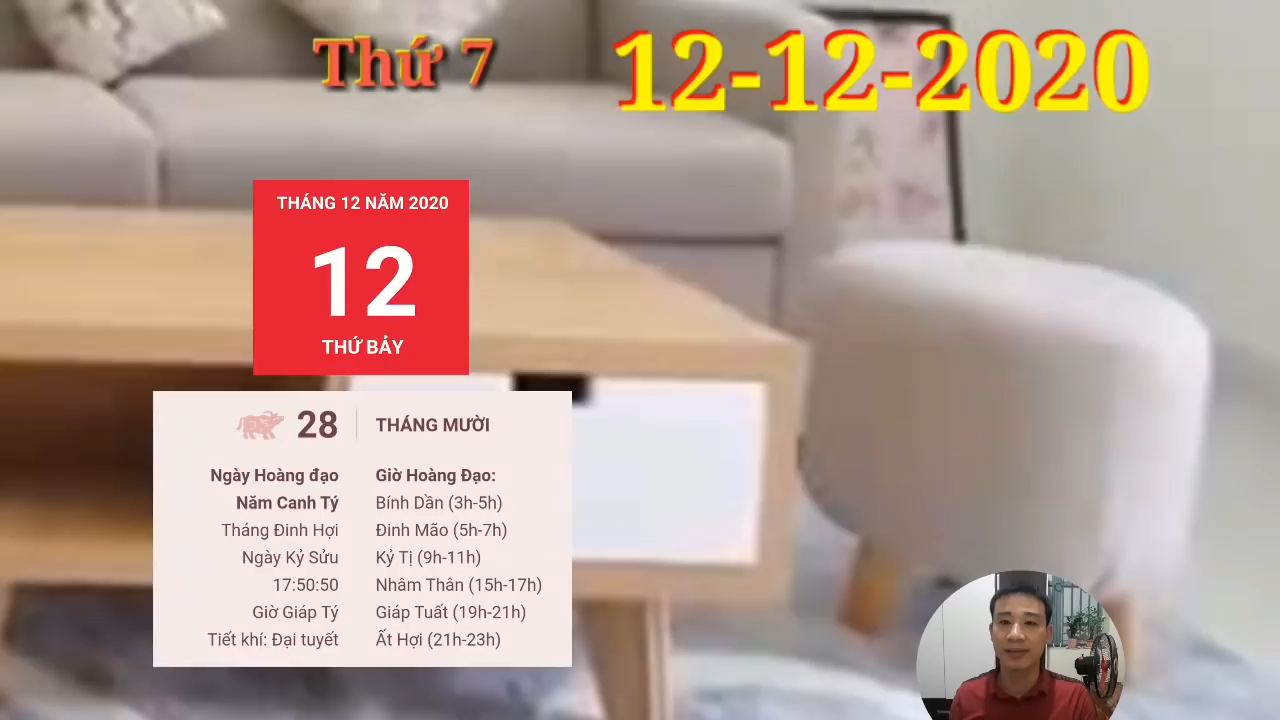 Thứ 7
12-12-2020
THÁNG 12 NĂM 2020
12
THỨ BẢY
28
THÁNG MƯỜI
Ngày Hoàng đạo
Năm Canh Tý
Tháng Đinh Hợi
Ngày Kỷ Sửu
17:50:50
Giờ Giáp Tý
Tiết khí: Đại tuyết
Giờ Hoàng Đạo:
Bính Dần (3h-5h)
Đinh Mão (5h-7h)
Kỷ Tị (9h-11h)
Nhâm Thân (15h-17h)
Giáp Tuất (19h-21h)
Ất Hợi (21h-23h)